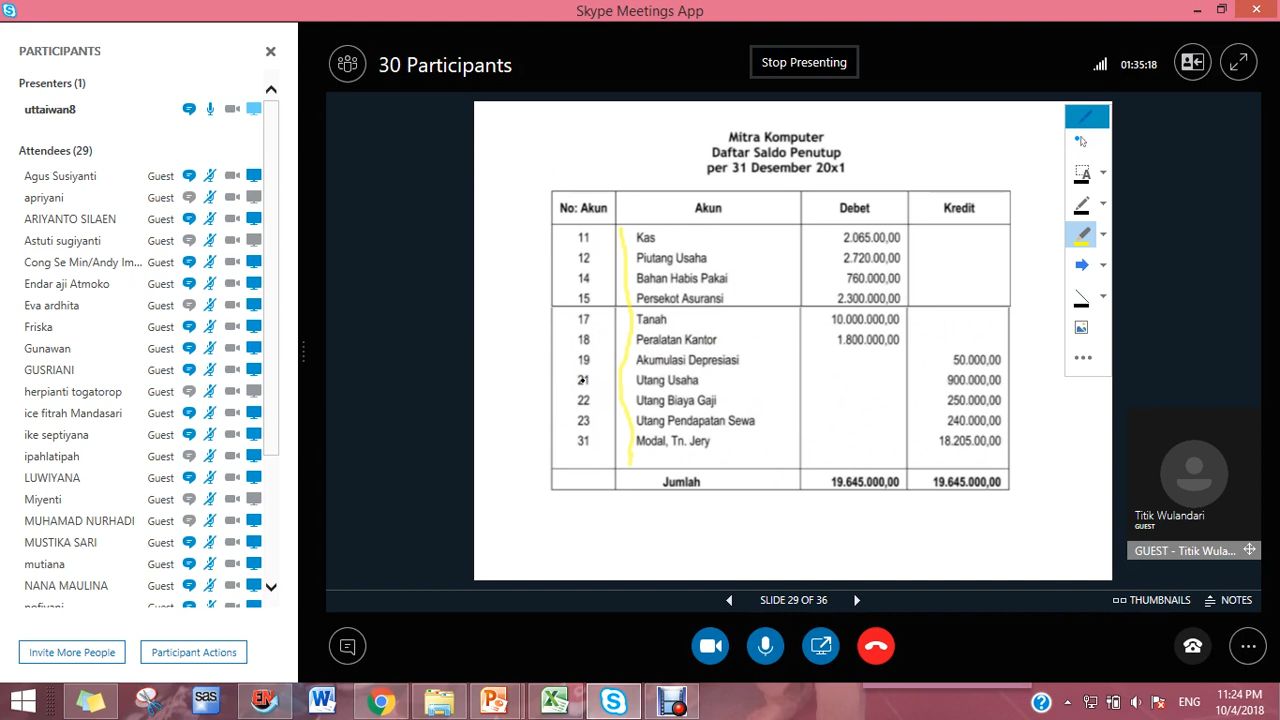 Skype Meetings App
PARTICIPANTS
Presenters (1)
uttaiwan8
Attendees (29)
Agus Susiyanti Guest
apriyani Guest
ARIYANTO SILAEN Guest
Astuti sugiyanti Guest
Cong Se Min/Andy Im... Guest
Endar aji Atmoko Guest
Eva ardhita Guest
Friska Guest
Gunawan Guest
GUSRIANI Guest
herpianti togatorop Guest
ice fitrah Mandasari Guest
ike septiyana Guest
ipahlatipah Guest
LUWIYANA Guest
Miyenti Guest
MUHAMAD NURHADI Guest
MUSTIKA SARI Guest
mutiana Guest
NANA MAULINA Guest
Invite More People
Participant Actions
30 Participants
Stop Presenting
01:35:18
Mitra Komputer
Daftar Saldo Penutup
per 31 Desember 20x1
No: Akun Akun Debet Kredit
11 Kas 2.065.00,00
12 Piutang Usaha 2.720.000,00
14 Bahan Habis Pakai 760.000,00
15 Persekot Asuransi 2.300.000,00
17 Tanah 10.000.000,00
18 Peralatan Kantor 1.800.000,00
19 Akumulasi Depresiasi 50.000,00
21 Utang Usaha 900.000,00
22 Utang Biaya Gaji 250.000,00
23 Utang Pendapatan Sewa 240.000,00
31 Modal, Tn. Jery 18.205.00,00
Jumlah 19.645.000,00 19.645.000,00
A
Titik Wulandari
GUEST
GUEST - Titik Wula...
SLIDE 29 OF 36
THUMBNAILS
NOTES
sas
EN
ENG
11:24 PM
10/4/2018